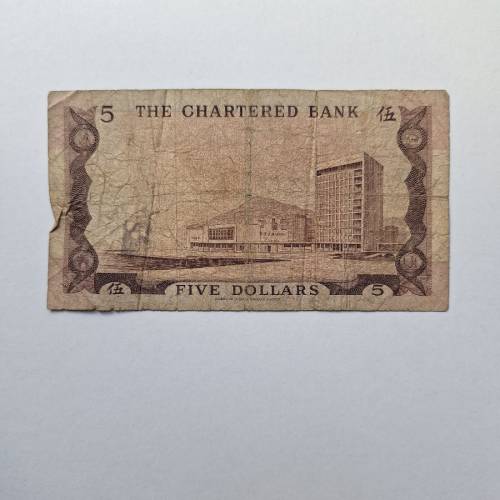 5 THE CHARTERED BANK 伍
伍 FIVE DOLLARS 5